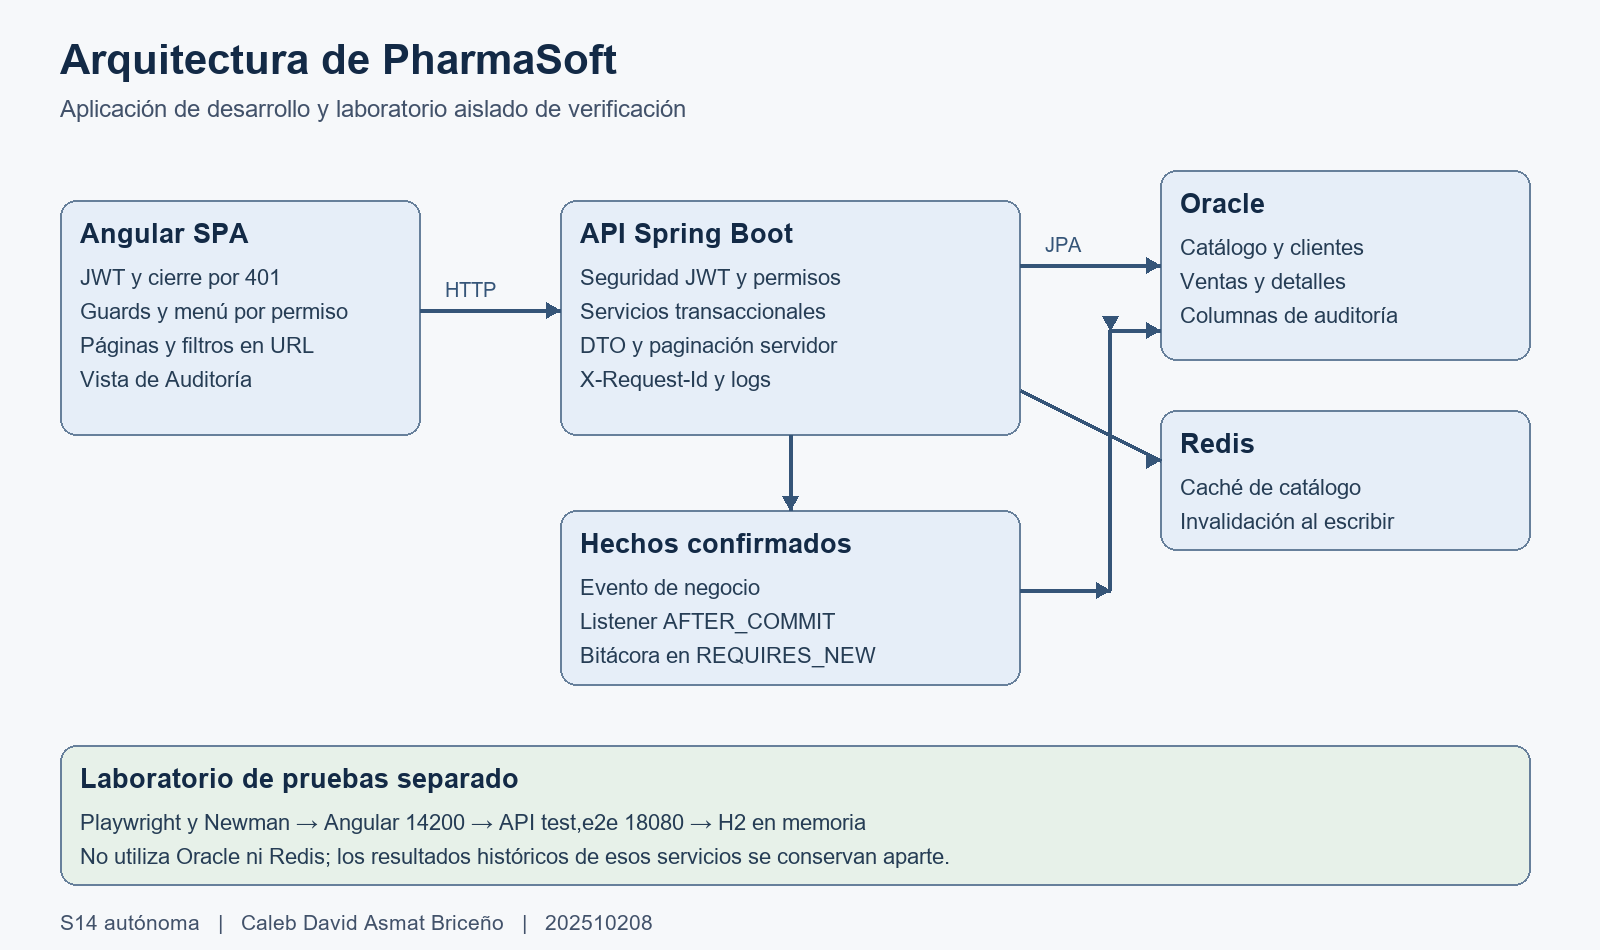 Arquitectura de PharmaSoft
Aplicación de desarrollo y laboratorio aislado de verificación
Angular SPA
JWT y cierre por 401
Guards y menú por permiso
Páginas y filtros en URL
Vista de Auditoría
HTTP
API Spring Boot
Seguridad JWT y permisos
Servicios transaccionales
DTO y paginación servidor
X-Request-Id y logs
JPA
Oracle
Catálogo y clientes
Ventas y detalles
Columnas de auditoría
Redis
Caché de catálogo
Invalidación al escribir
Hechos confirmados
Evento de negocio
Listener AFTER_COMMIT
Bitácora en REQUIRES_NEW
Laboratorio de pruebas separado
Playwright y Newman → Angular 14200 → API test,e2e 18080 → H2 en memoria
No utiliza Oracle ni Redis; los resultados históricos de esos servicios se conservan aparte.
S14 autónoma | Caleb David Asmat Briceño | 202510208